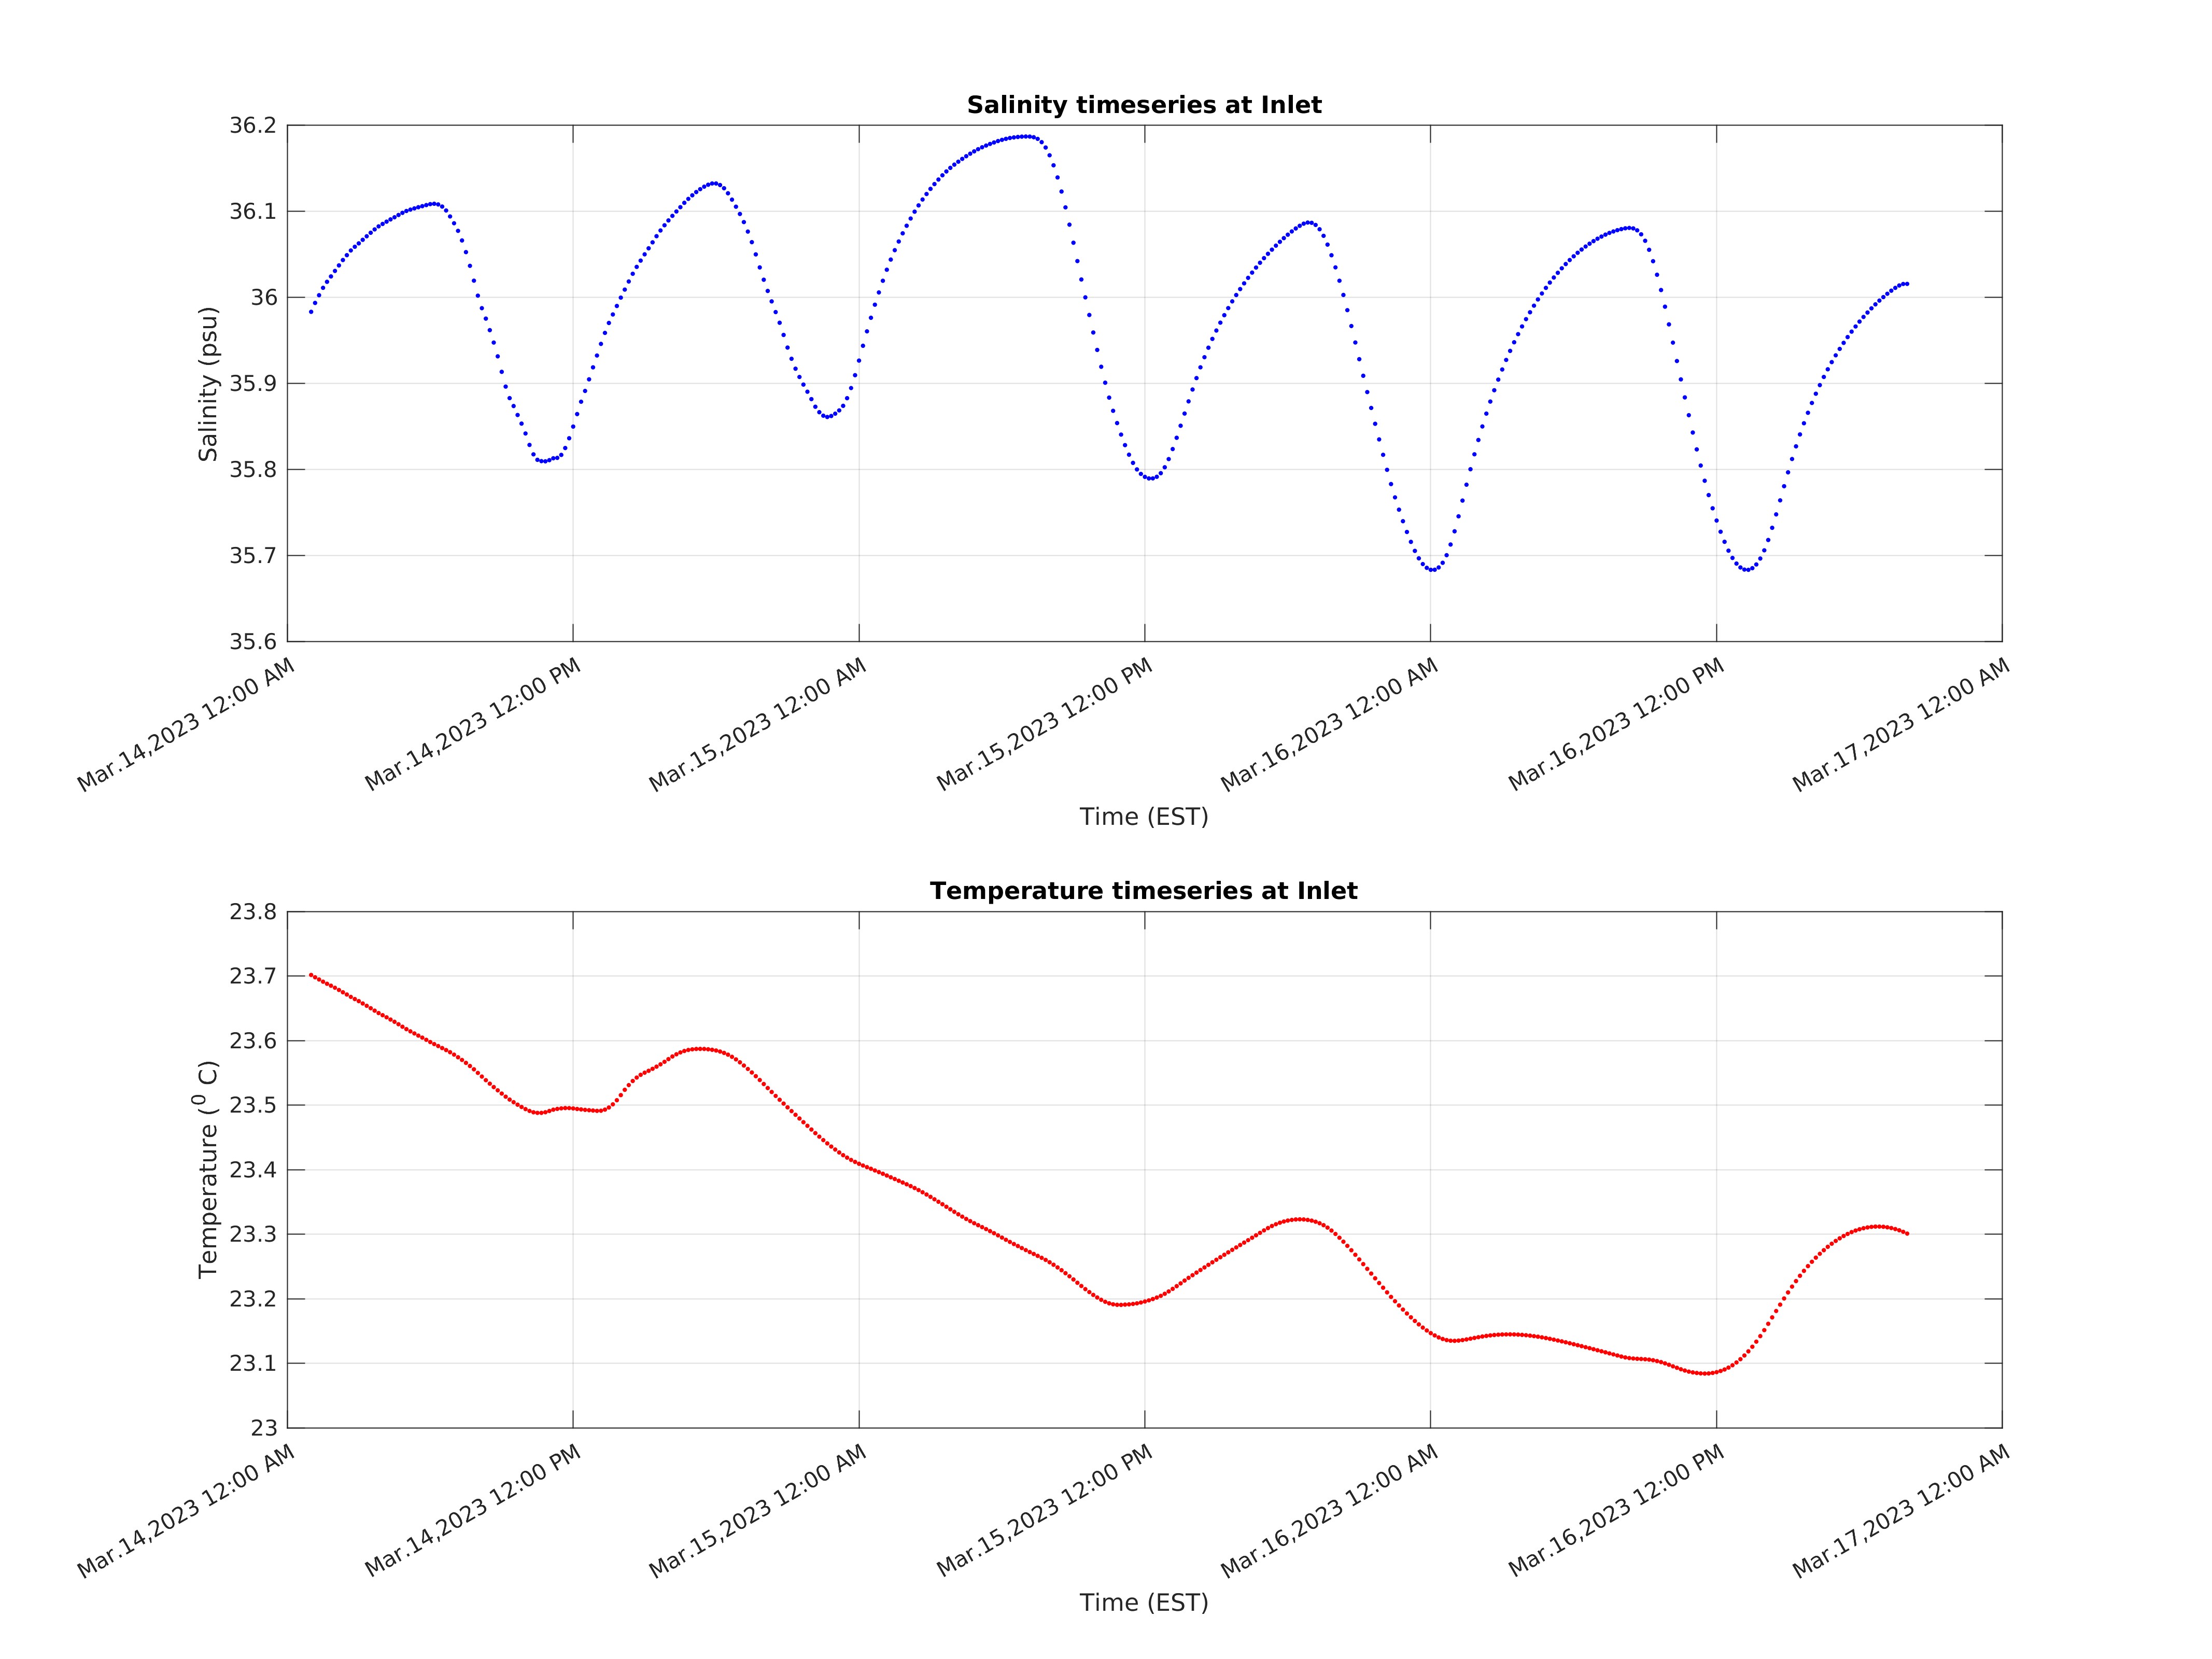 Salinity timeseries at Inlet
Salinity (psu)
36.2
36.1
36
35.9
35.8
35.7
35.6
Mar.14,2023 12:00 AM
Mar.14,2023 12:00 PM
Mar.15,2023 12:00 AM
Mar.15,2023 12:00 PM
Mar.16,2023 12:00 AM
Mar.16,2023 12:00 PM
Mar.17,2023 12:00 AM
Time (EST)
Temperature timeseries at Inlet
Temperature (⁰ C)
23.8
23.7
23.6
23.5
23.4
23.3
23.2
23.1
23
Mar.14,2023 12:00 AM
Mar.14,2023 12:00 PM
Mar.15,2023 12:00 AM
Mar.15,2023 12:00 PM
Mar.16,2023 12:00 AM
Mar.16,2023 12:00 PM
Mar.17,2023 12:00 AM
Time (EST)